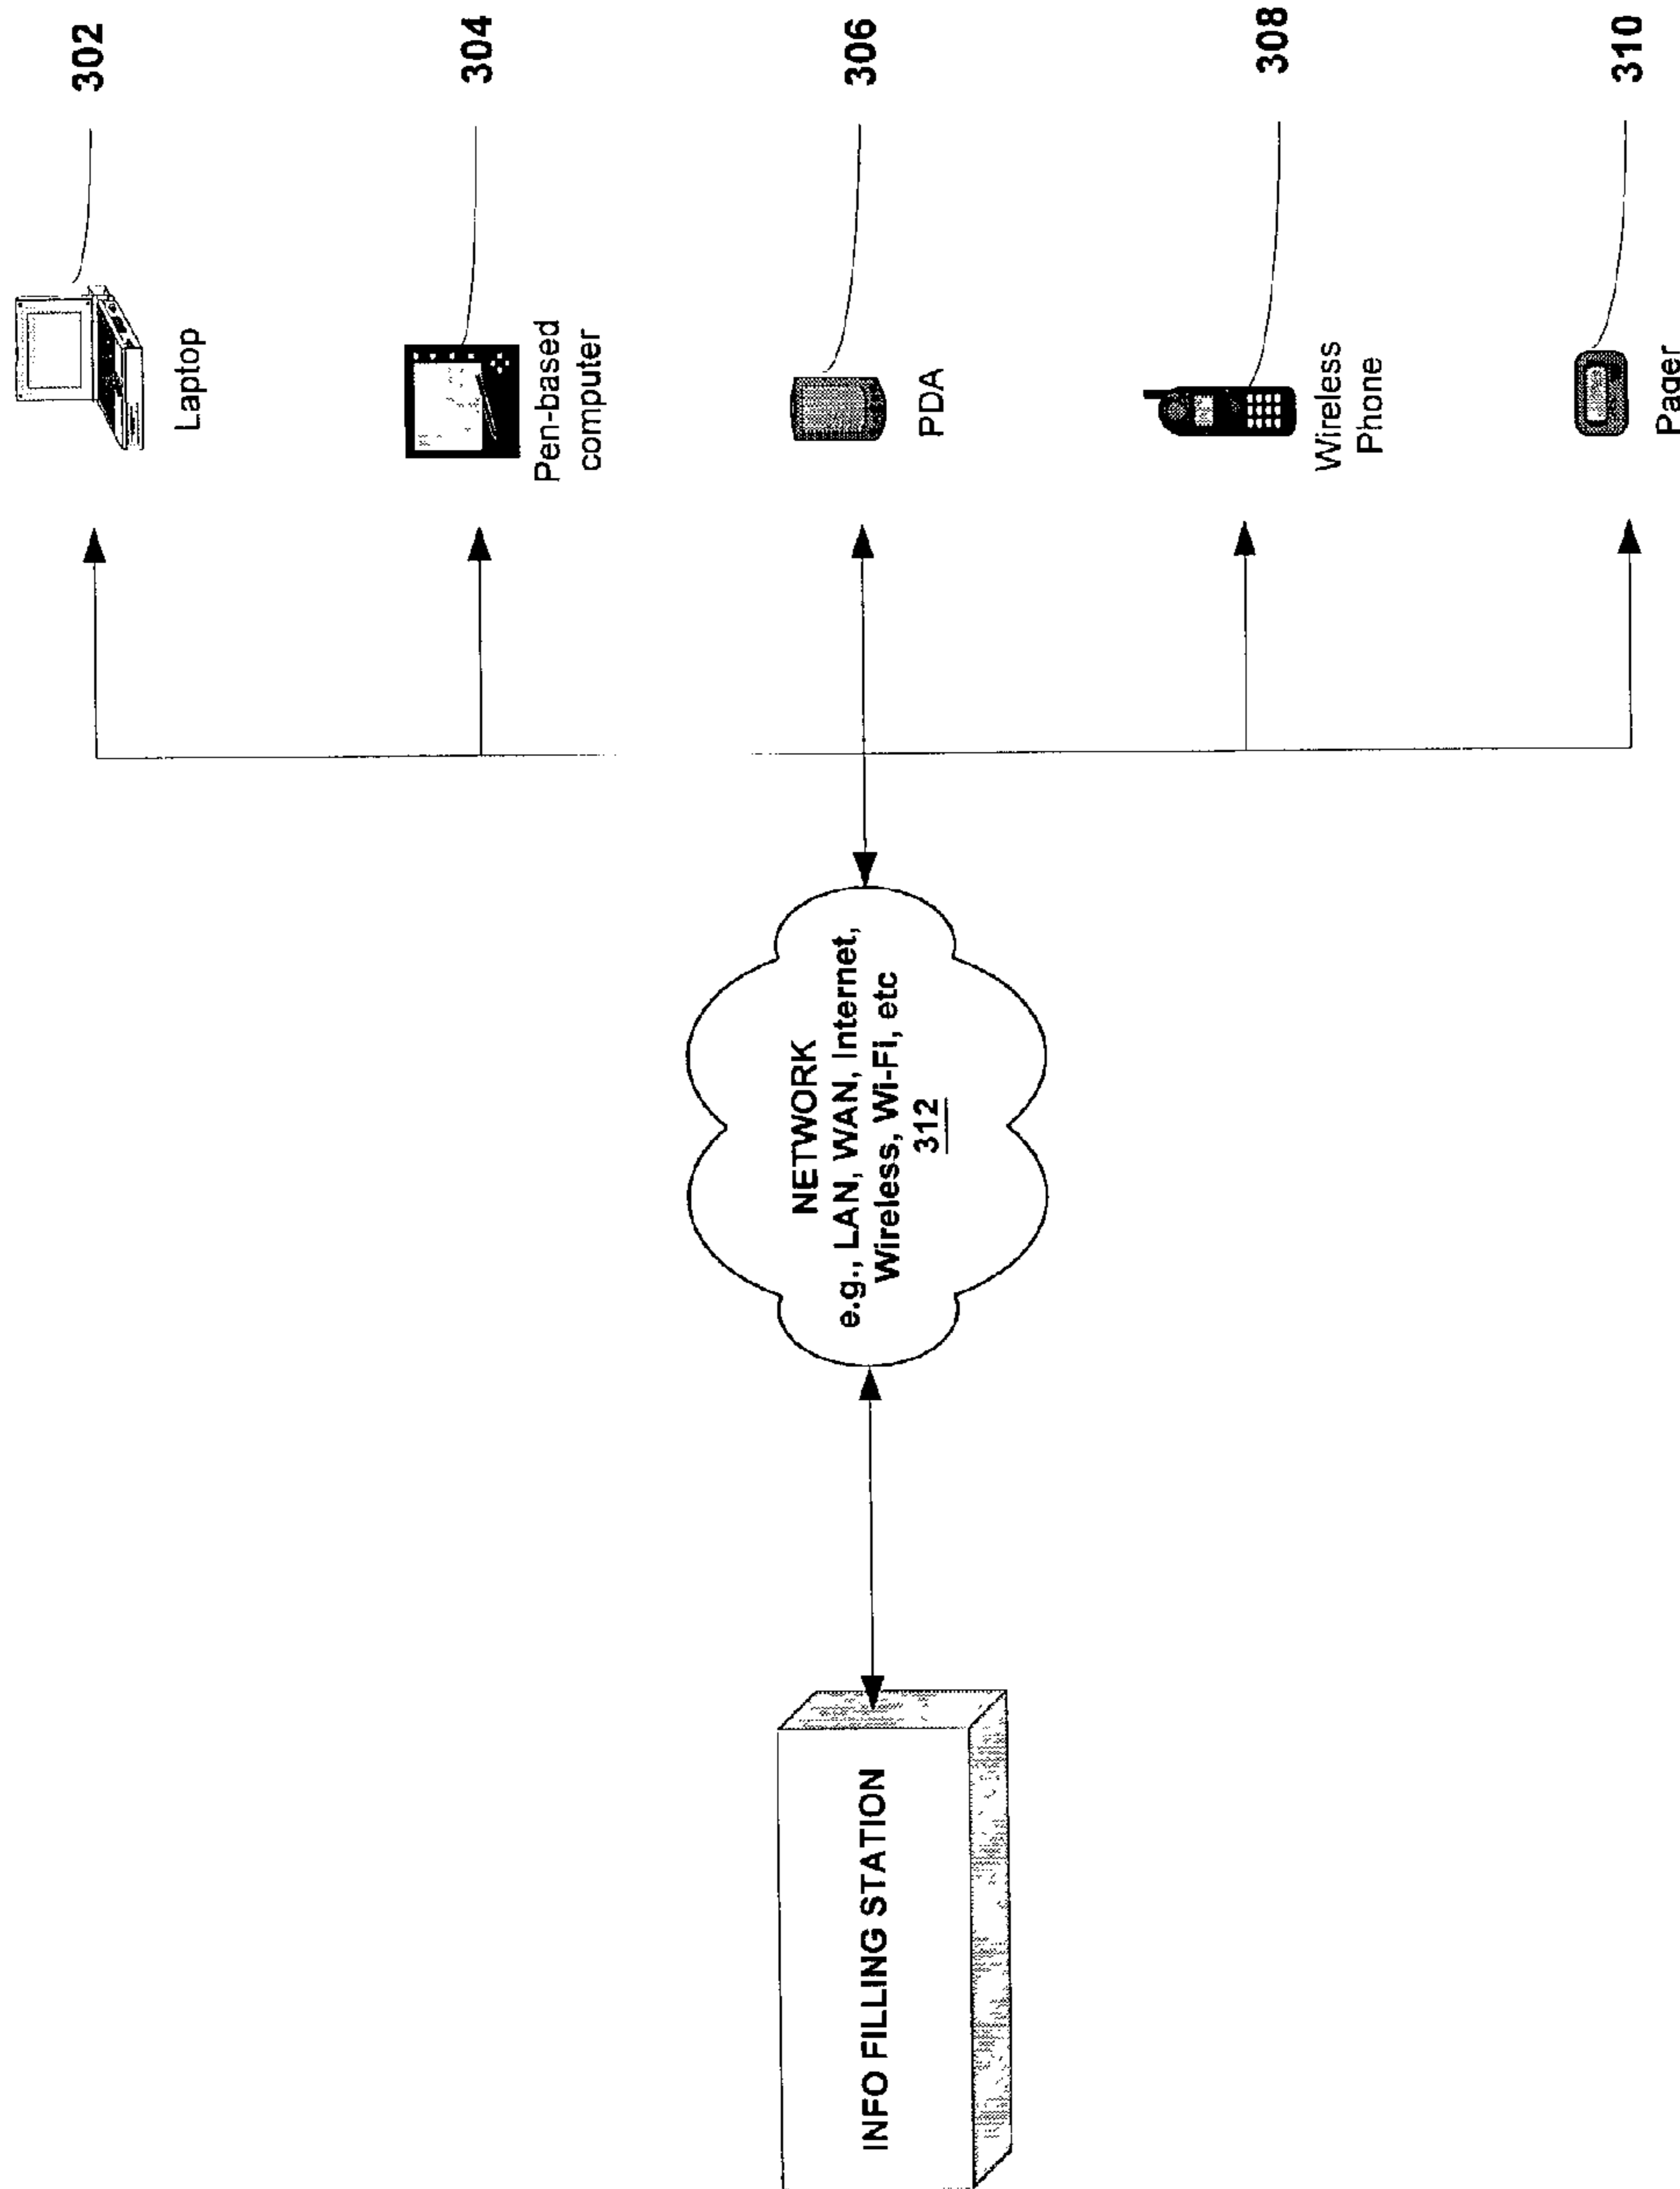 302
Laptop
304
Pen-based
computer
306
PDA
308
Wireless
Phone
310
Pager
NETWORK
e.g., LAN, WAN, Internet,
Wireless, Wi-Fi, etc
312
INFO FILLING STATION